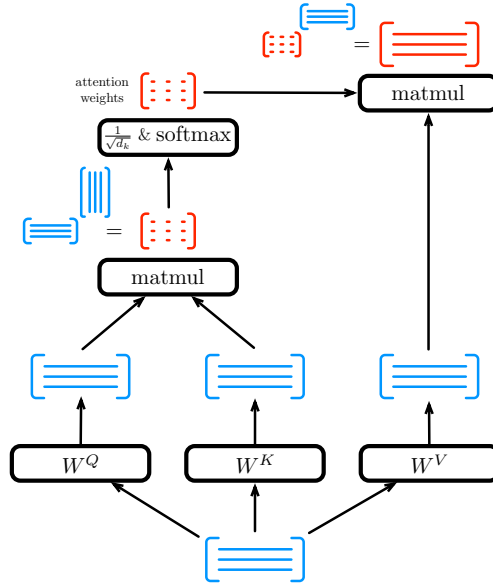 =
attention
weights
matmul
1/√d_k & softmax
=
matmul
W^Q
W^K
W^V